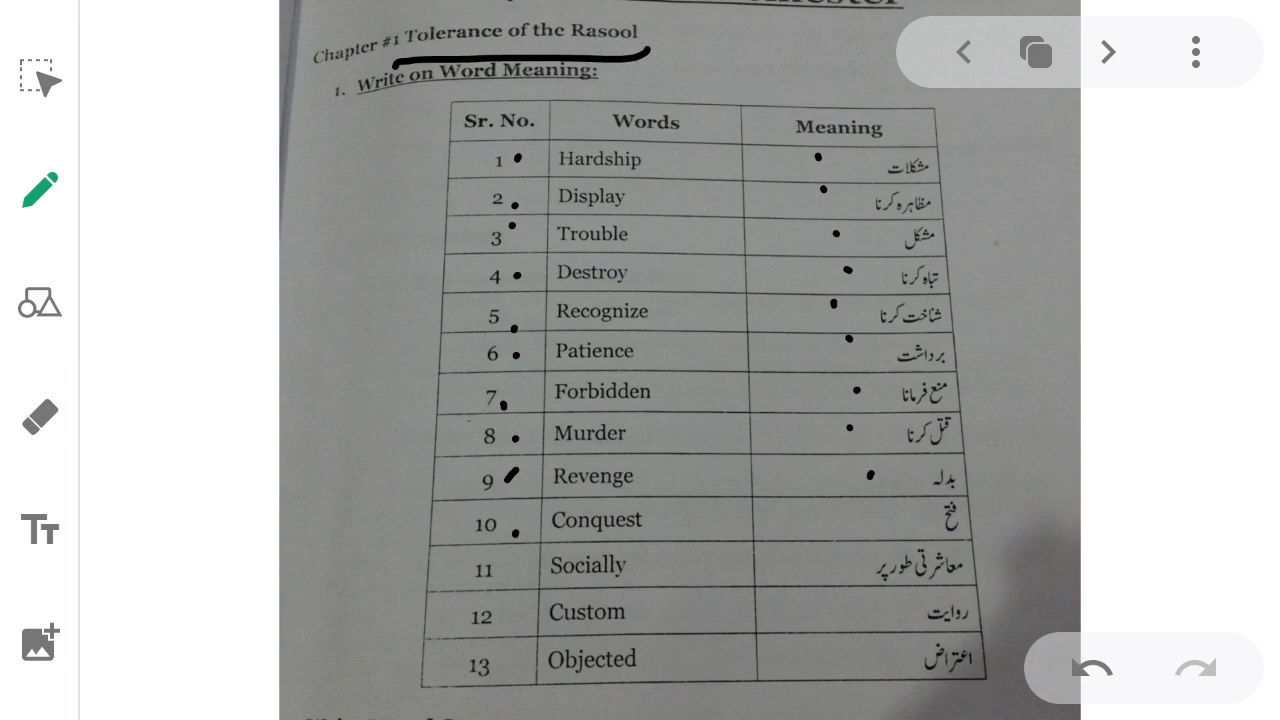 Chapter #1 Tolerance of the Rasool
1. Write on Word Meaning:
Sr. No. Words Meaning
1 Hardship مشکلات
2 Display مظاہرہ کرنا
3 Trouble مشکل
4 Destroy تباہ کرنا
5 Recognize شناخت کرنا
6 Patience برداشت
7 Forbidden منع فرمانا
8 Murder قتل کرنا
9 Revenge بدلہ
10 Conquest فتح
11 Socially معاشرتی طور پر
12 Custom روایت
13 Objected اعتراض